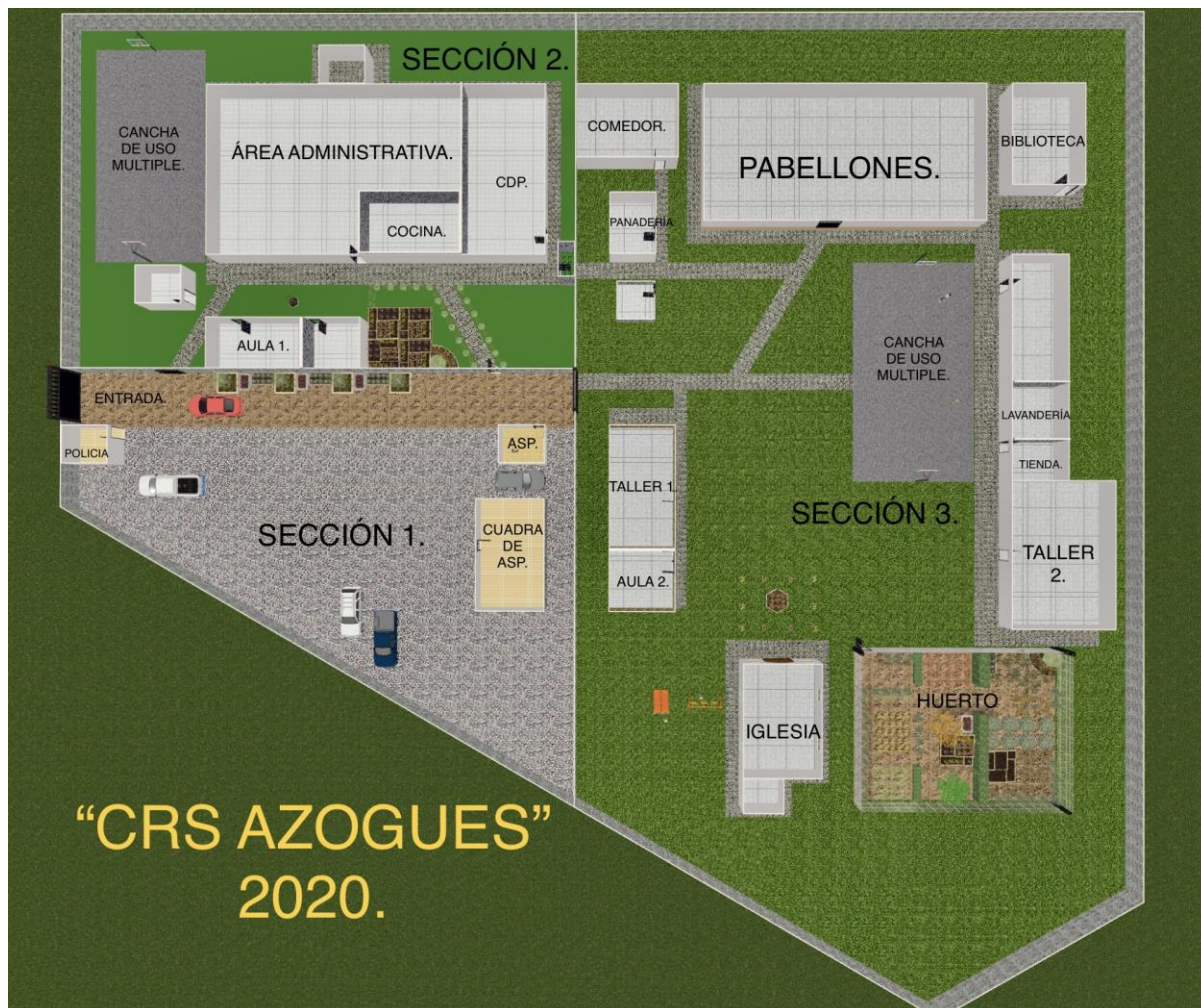 SECCIÓN 2.
CANCHA
DE USO
MULTIPLE.
ÁREA ADMINISTRATIVA.
CDP.
COCINA.
AULA 1.
COMEDOR.
PABELLONES.
BIBLIOTECA
PANADERÍA
CANCHA
DE USO
MULTIPLE.
LAVANDERÍA
TIENDA.
TALLER
2.
ENTRADA.
POLICIA
ASP.
CUADRA
DE
ASP.
SECCIÓN 1.
TALLER 1.
AULA 2.
SECCIÓN 3.
IGLESIA
HUERTO
“CRS AZOGUES”
2020.